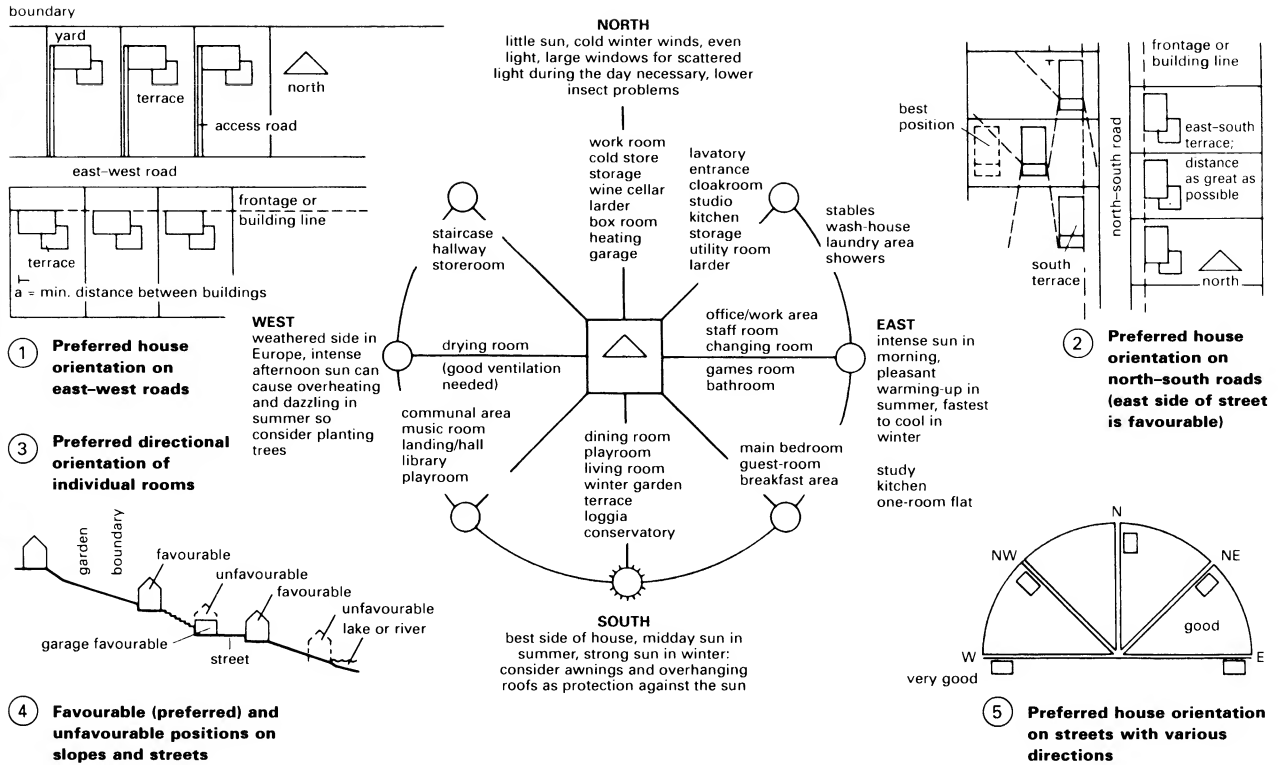 boundary
yard
terrace
north
access road
east–west road
frontage or
building line
terrace
a = min. distance between buildings
1
Preferred house
orientation on
east–west roads
3
Preferred directional
orientation of
individual rooms
NORTH
little sun, cold winter winds, even
light, large windows for scattered
light during the day necessary, lower
insect problems
work room
cold store
storage
wine cellar
larder
box room
heating
garage
lavatory
entrance
cloakroom
studio
kitchen
storage
utility room
larder
stables
wash-house
laundry area
showers
staircase
hallway
storeroom
WEST
weathered side in
Europe, intense
afternoon sun can
cause overheating
and dazzling in
summer so
consider planting
trees
drying room
(good ventilation
needed)
office/work area
staff room
changing room
games room
bathroom
EAST
intense sun in
morning,
pleasant
warming-up in
summer, fastest
to cool in
winter
study
kitchen
one-room flat
communal area
music room
landing/hall
library
playroom
dining room
playroom
living room
winter garden
terrace
loggia
conservatory
main bedroom
guest-room
breakfast area
SOUTH
best side of house, midday sun in
summer, strong sun in winter:
consider awnings and overhanging
roofs as protection against the sun
best
position
south
terrace
north–south road
frontage or
building line
east–south
terrace;
distance
as great as
possible
north
2
Preferred house
orientation on
north–south roads
(east side of street
is favourable)
garden
boundary
favourable
unfavourable
favourable
unfavourable
lake or river
garage favourable
street
4
Favourable (preferred) and
unfavourable positions on
slopes and streets
N
NW
NE
good
W
E
very good
5
Preferred house orientation
on streets with various
directions